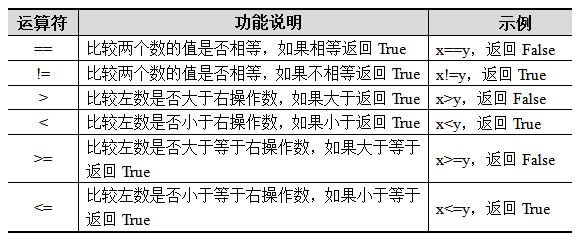 运算符 功能说明 示例
== 比较两个数的值是否相等，如果相等返回 True x==y，返回 False
!= 比较两个数的值是否相等，如果不相等返回 True x!=y，返回 True
> 比较左数是否大于右操作数，如果大于返回 True x>y，返回 False
< 比较左数是否小于右操作数，如果小于返回 True x<y，返回 True
>= 比较左数是否大于等于右操作数，如果大于等于 x>=y，返回 False
返回 True
<= 比较左数是否小于等于右操作数，如果小于等于 x<=y，返回 True
返回 True